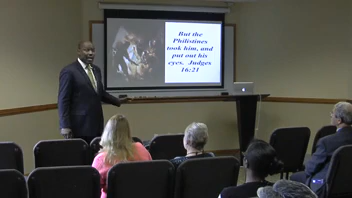 But the
Philistines
took him, and
put out his
eyes.  Judges
16:21